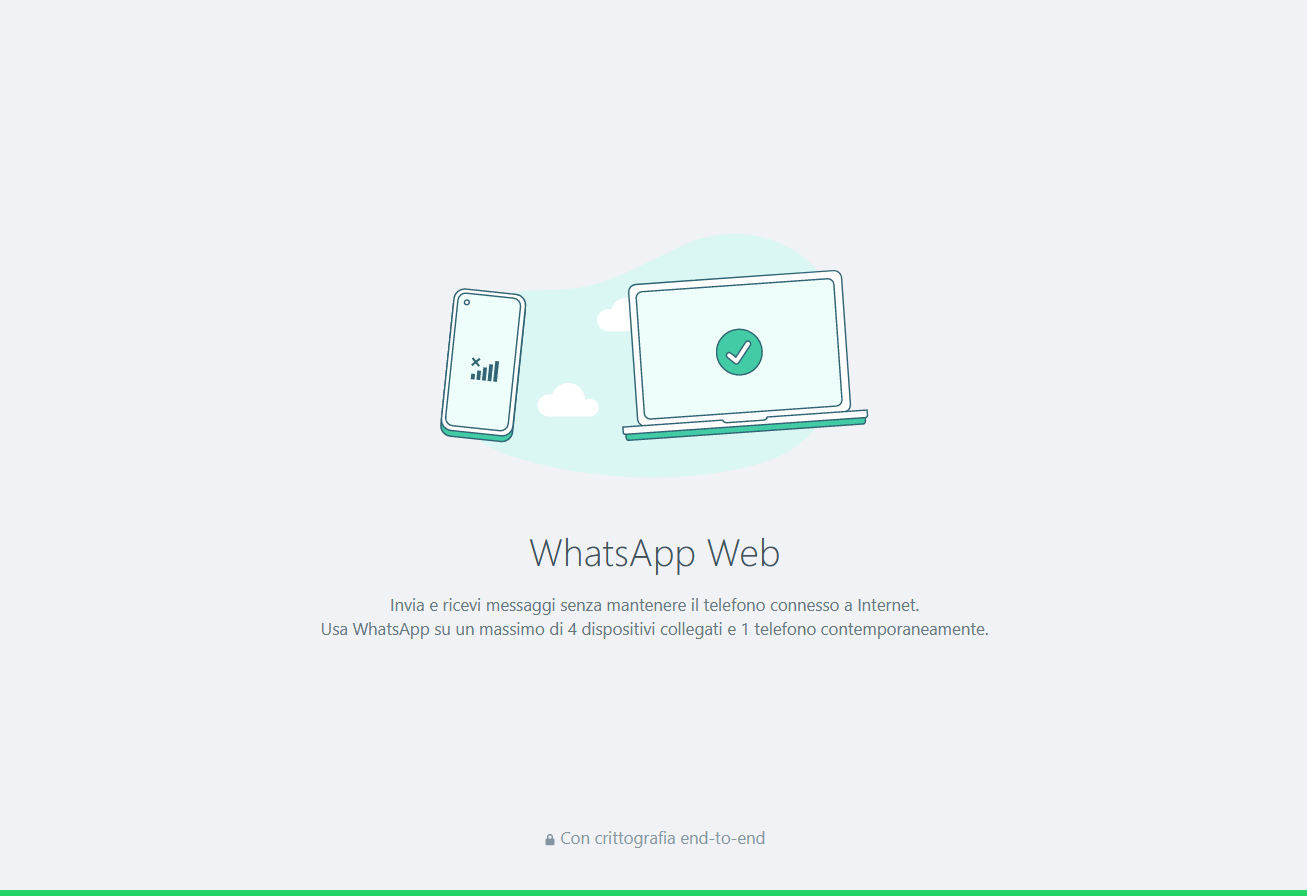 WhatsApp Web
Invia e ricevi messaggi senza mantenere il telefono connesso a Internet.
Usa WhatsApp su un massimo di 4 dispositivi collegati e 1 telefono contemporaneamente.
Con crittografia end-to-end